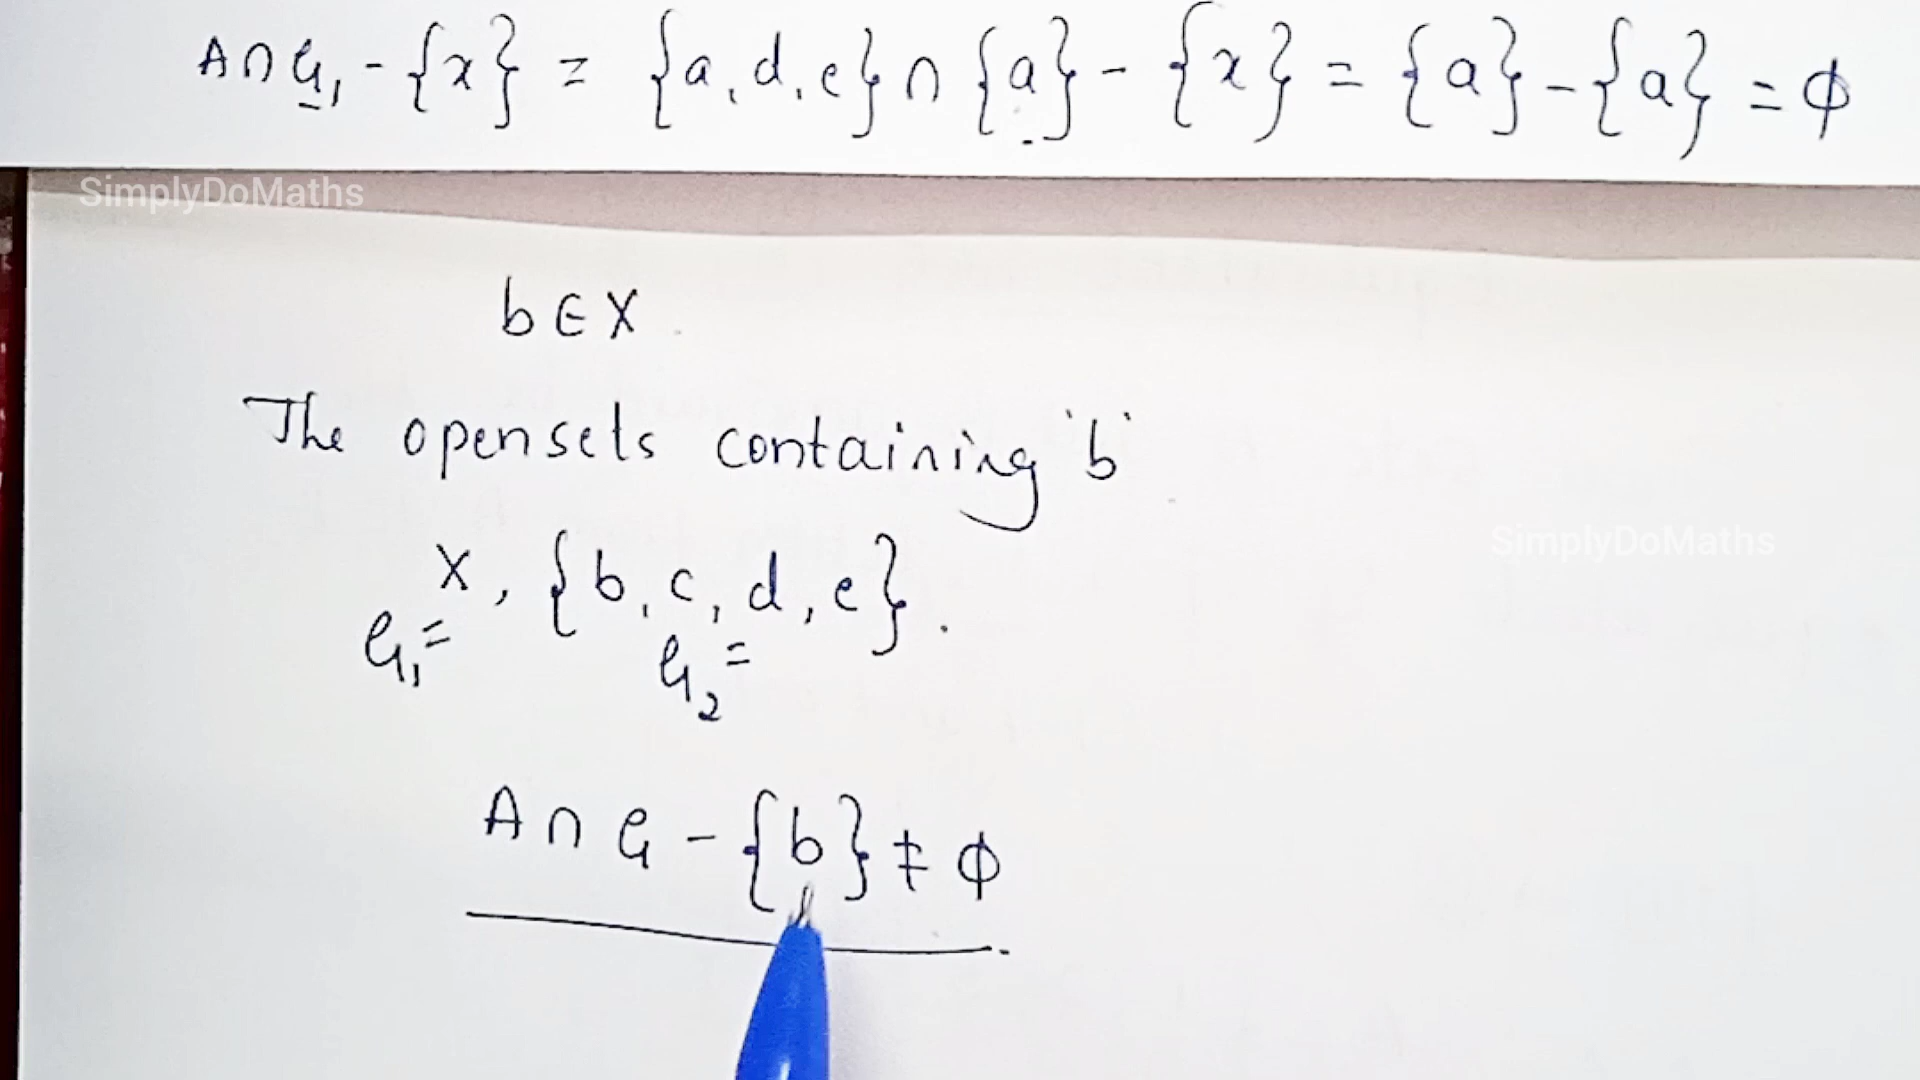 A∩G₁ - {x} = {a, d, e} ∩ {a} - {x} = {a} - {a} = ϕ
SimplyDoMaths
b ∈ X
The opensets containing 'b'
X, {b, c, d, e}.
G₁= G₂=
SimplyDoMaths
A∩G - {b} ≠ ϕ